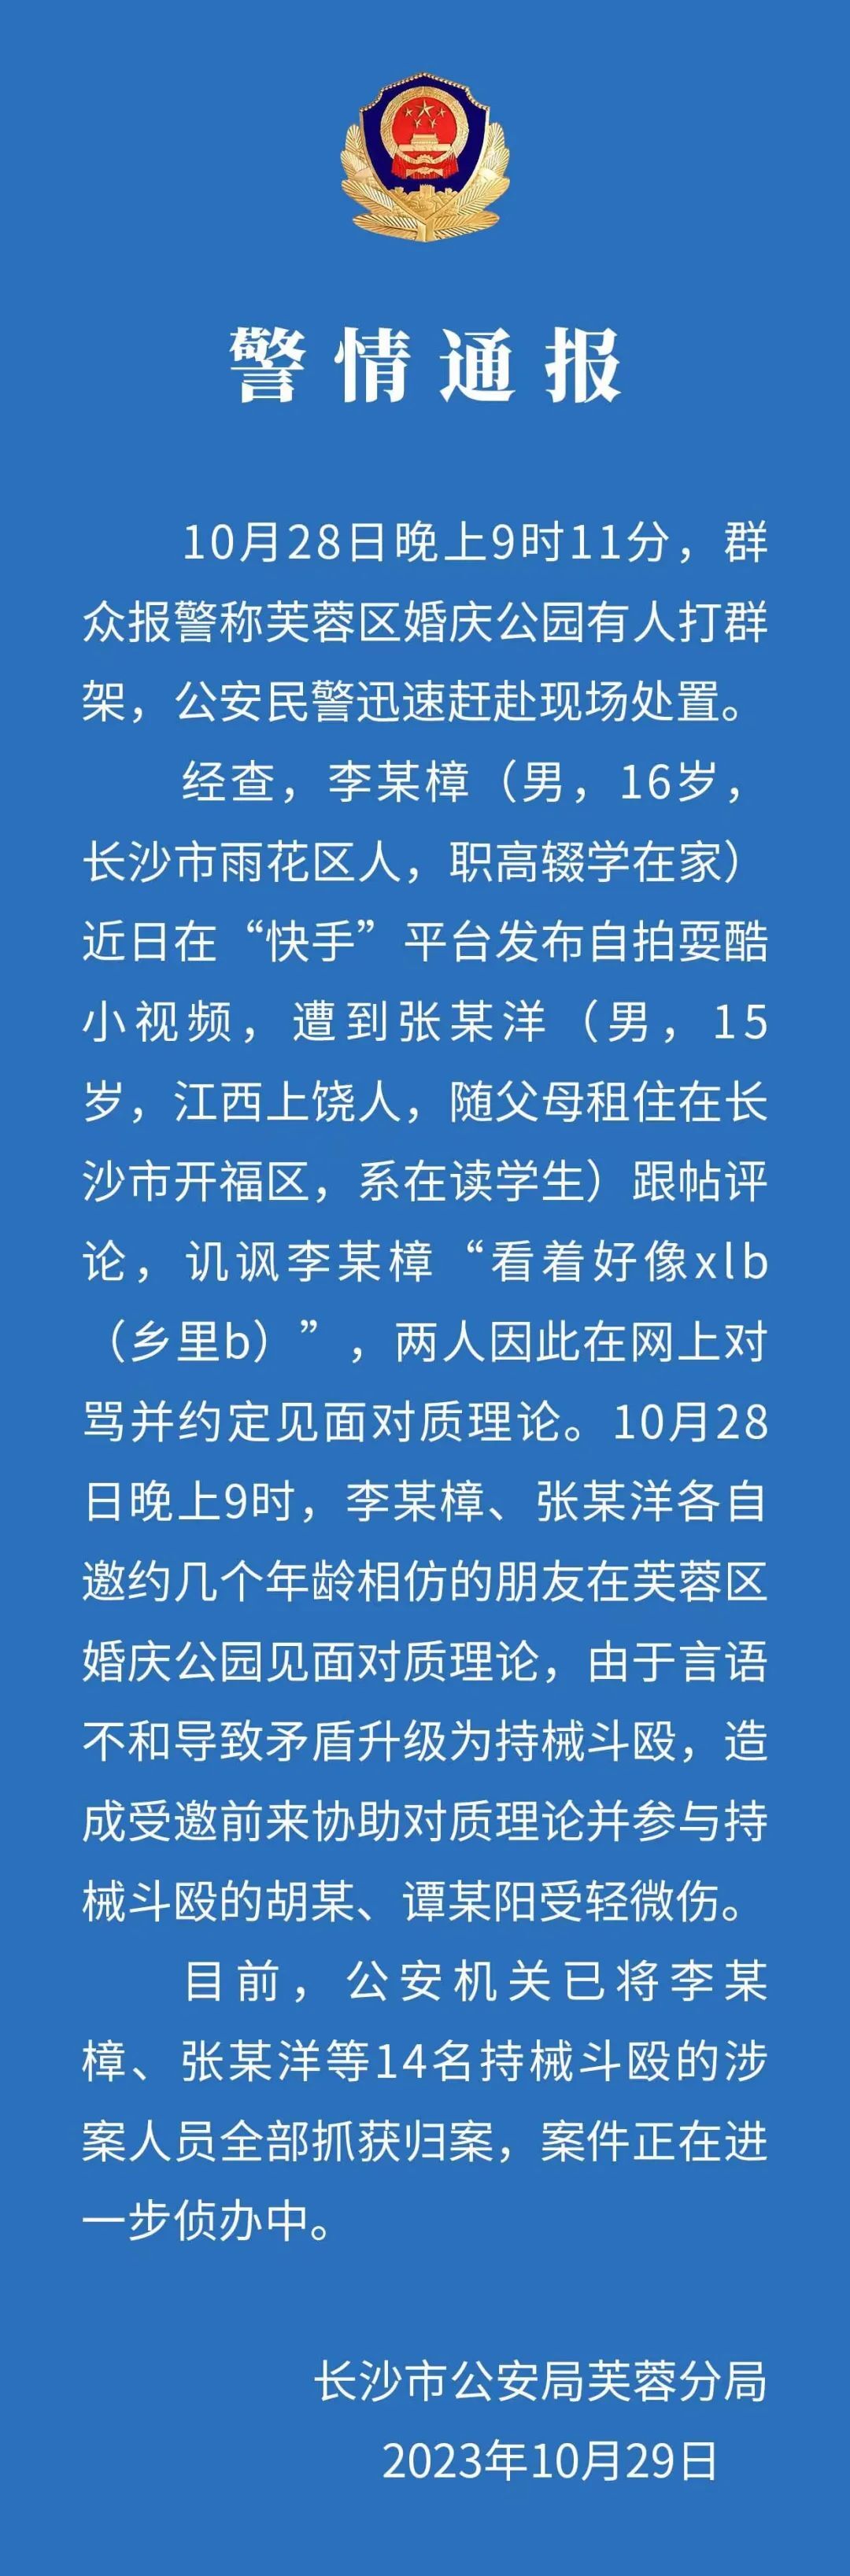 警情通报
10月28日晚上9时11分，群
众报警称芙蓉区婚庆公园有人打群
架，公安民警迅速赶赴现场处置。
经查，李某樟（男，16岁，
长沙市雨花区人，职高辍学在家）
近日在“快手”平台发布自拍耍酷
小视频，遭到张某洋（男，15
岁，江西上饶人，随父母租住在长
沙市开福区，系在读学生）跟帖评
论，讥讽李某樟“看着好像xlb
（乡里b）”，两人因此在网上对
骂并约定见面对质理论。10月28
日晚上9时，李某樟、张某洋各自
邀约几个年龄相仿的朋友在芙蓉区
婚庆公园见面对质理论，由于言语
不和导致矛盾升级为持械斗殴，造
成受邀前来协助对质理论并参与持
械斗殴的胡某、谭某阳受轻微伤。
目前，公安机关已将李某
樟、张某洋等14名持械斗殴的涉
案人员全部抓获归案，案件正在进
一步侦办中。
长沙市公安局芙蓉分局
2023年10月29日